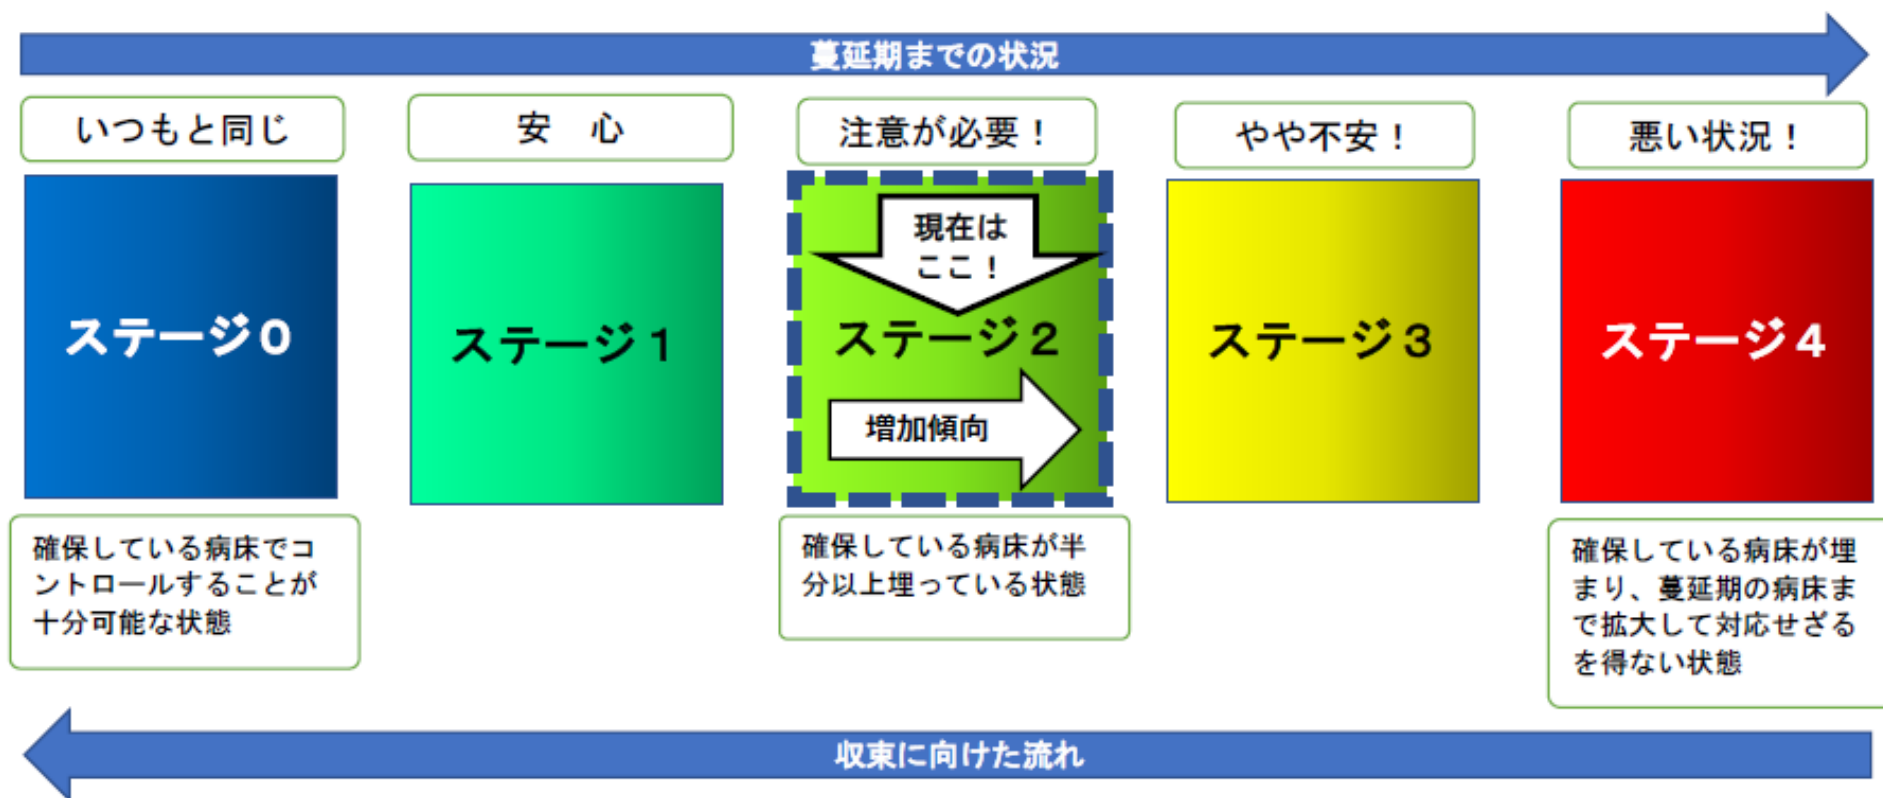 蔓延期までの状況
いつもと同じ
安　心
注意が必要！
やや不安！
悪い状況！
現在は
ここ！
ステージ０
ステージ１
ステージ２
ステージ３
ステージ４
増加傾向
確保している病床でコ
ントロールすることが
十分可能な状態
確保している病床が半
分以上埋っている状態
確保している病床が埋
まり、蔓延期の病床ま
で拡大して対応せざる
を得ない状態
収束に向けた流れ